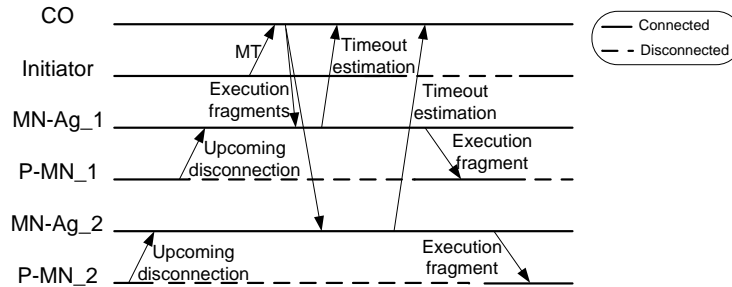 CO
Connected
Disconnected
MT
Timeout
estimation
Initiator
Execution
fragments
Timeout
estimation
MN-Ag_1
Upcoming
disconnection
Execution
fragment
P-MN_1
MN-Ag_2
Upcoming
disconnection
Execution
fragment
P-MN_2